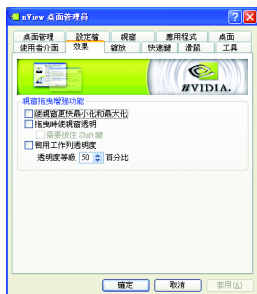 nView 桌面管理員
桌面管理 設定檔 視窗 應用程式 桌面
使用者介面 效果 縮放 快速鍵 滑鼠 工具
NVIDIA.
視窗拖曳增強功能
使視窗更快最小化和最大化
拖曳時使視窗透明
需要按住 Shift 鍵
啟用工作列透明度
透明度等級 50 百分比
確定 取消 套用(A)